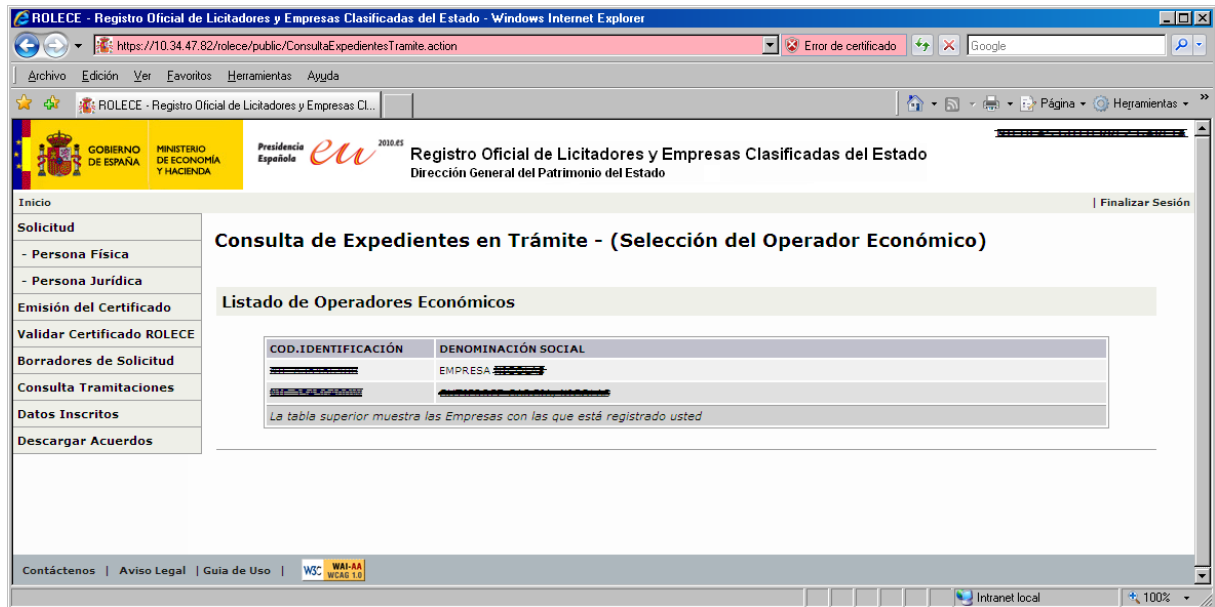 ROLECE - Registro Oficial de Licitadores y Empresas Clasificadas del Estado - Windows Internet Explorer
https://10.34.47.82/rolece/public/ConsultaExpedientesTramite.action
Error de certificado
Google
Archivo Edición Ver Favoritos Herramientas Ayuda
ROLECE - Registro Oficial de Licitadores y Empresas Cl...
Página
Herramientas
GOBIERNO DE ESPAÑA
MINISTERIO DE ECONOMÍA Y HACIENDA
Presidencia Española
eu
2010.es
Registro Oficial de Licitadores y Empresas Clasificadas del Estado
Dirección General del Patrimonio del Estado
Inicio
| Finalizar Sesión
Solicitud
- Persona Física
- Persona Jurídica
Emisión del Certificado
Validar Certificado ROLECE
Borradores de Solicitud
Consulta Tramitaciones
Datos Inscritos
Descargar Acuerdos
Consulta de Expedientes en Trámite - (Selección del Operador Económico)
Listado de Operadores Económicos
COD.IDENTIFICACIÓN DENOMINACIÓN SOCIAL
EMPRESA
La tabla superior muestra las Empresas con las que está registrado usted
Contáctenos | Aviso Legal | Guia de Uso |
W3C WAI-AA WCAG 1.0
Intranet local
100%